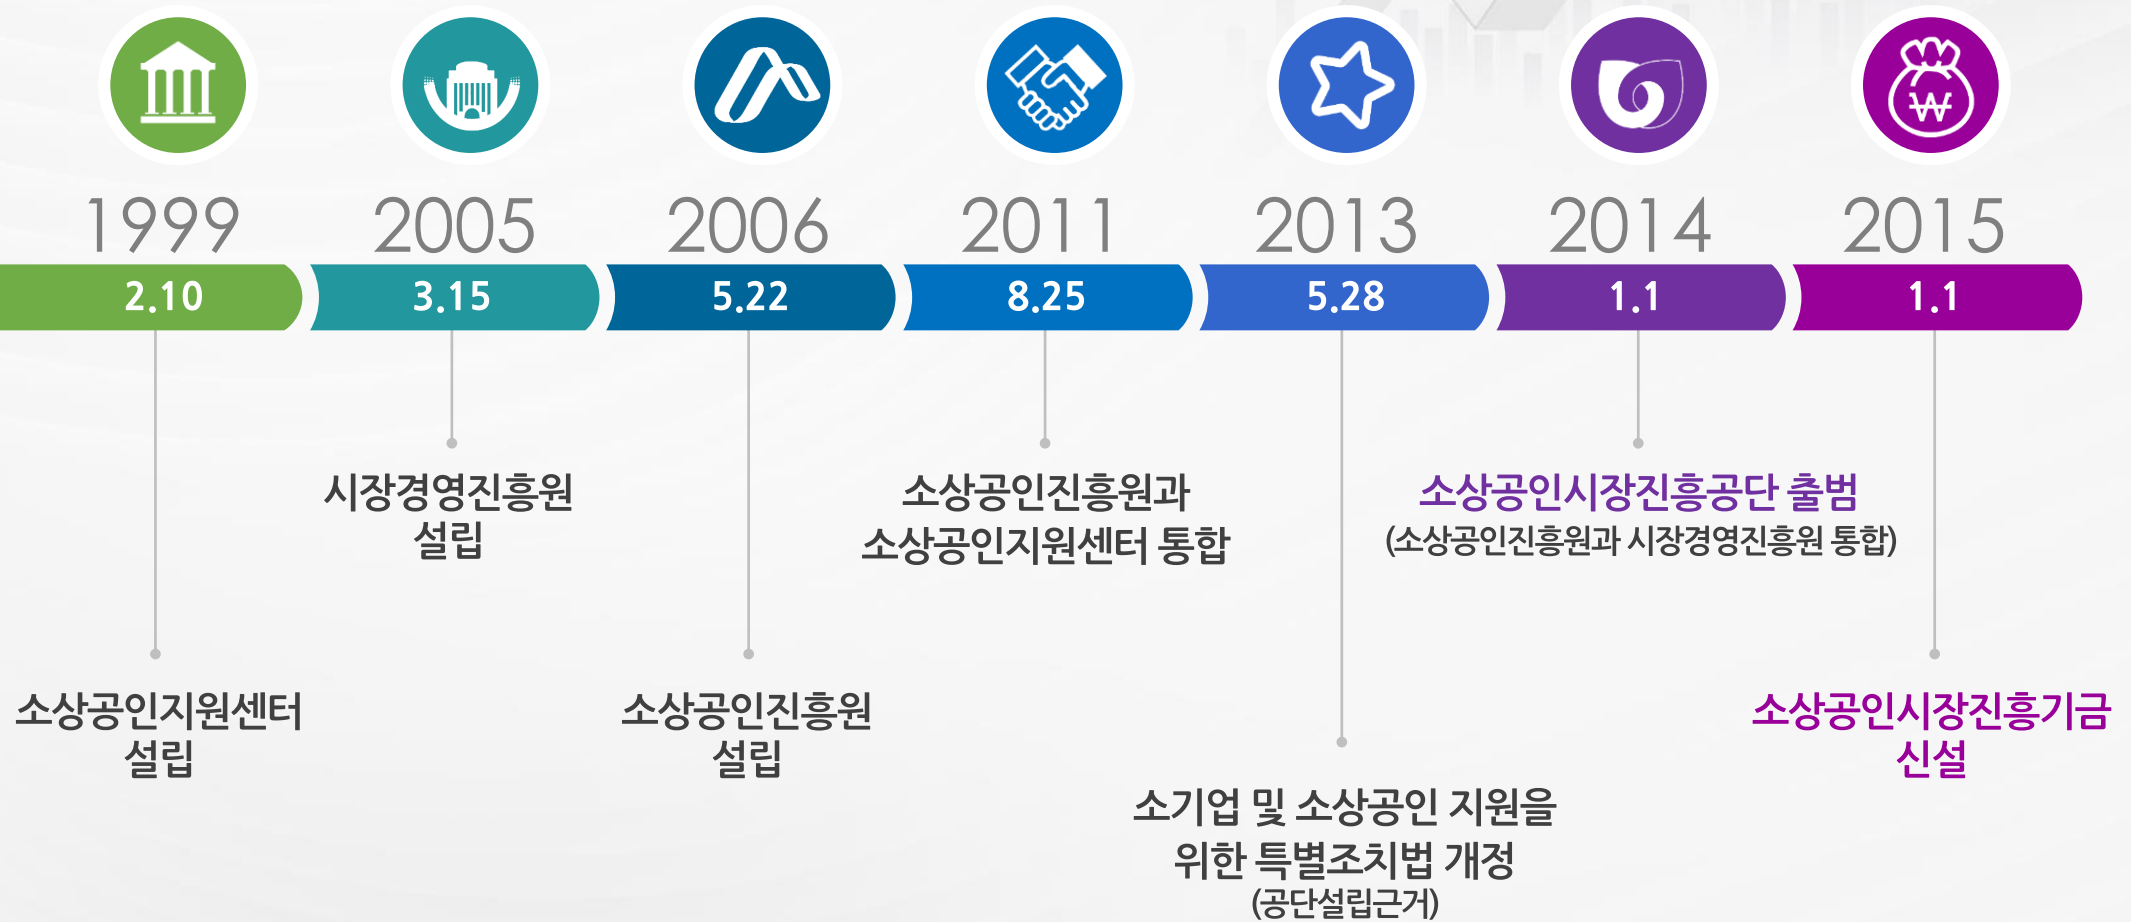 1999
2005
2006
2011
2013
2014
2015
2.10
3.15
5.22
8.25
5.28
1.1
1.1
소상공인지원센터
설립
시장경영진흥원
설립
소상공인진흥원
설립
소상공인진흥원과
소상공인지원센터 통합
소기업 및 소상공인 지원을
위한 특별조치법 개정
(공단설립근거)
소상공인시장진흥공단 출범
(소상공인진흥원과 시장경영진흥원 통합)
소상공인시장진흥기금
신설